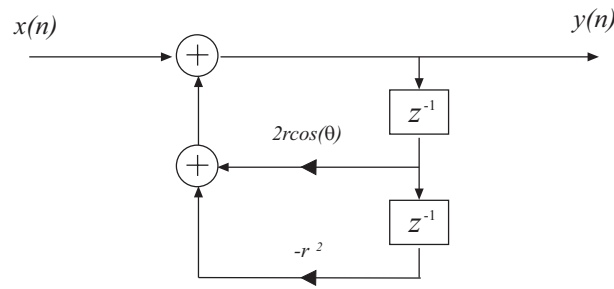 x(n)
y(n)
+
z⁻¹
2rcos(θ)
+
z⁻¹
-r ²